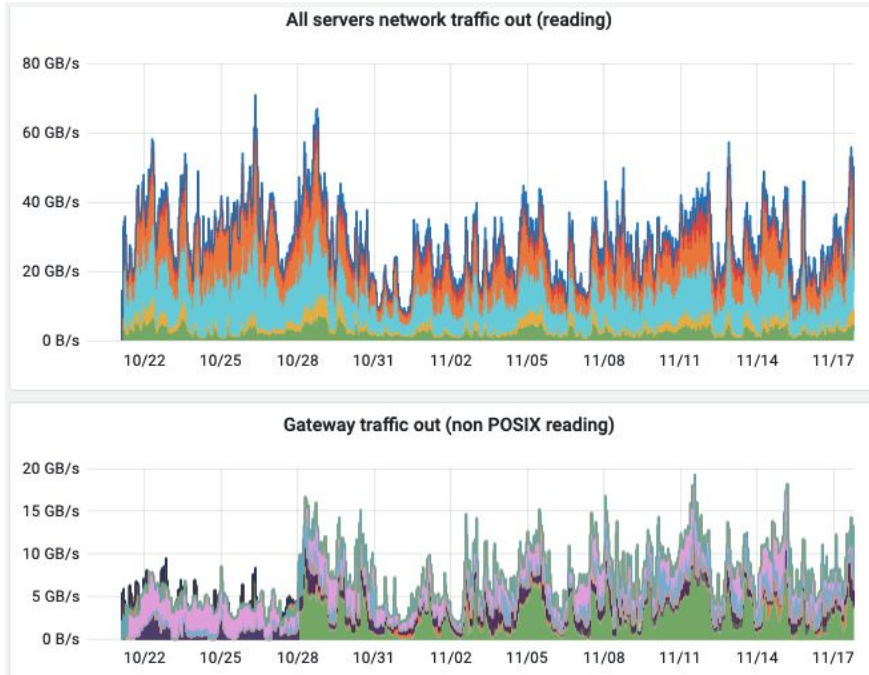 All servers network traffic out (reading)
80 GB/s
60 GB/s
40 GB/s
20 GB/s
0 B/s
10/22 10/25 10/28 10/31 11/02 11/05 11/08 11/11 11/14 11/17
Gateway traffic out (non POSIX reading)
20 GB/s
15 GB/s
10 GB/s
5 GB/s
0 B/s
10/22 10/25 10/28 10/31 11/02 11/05 11/08 11/11 11/14 11/17